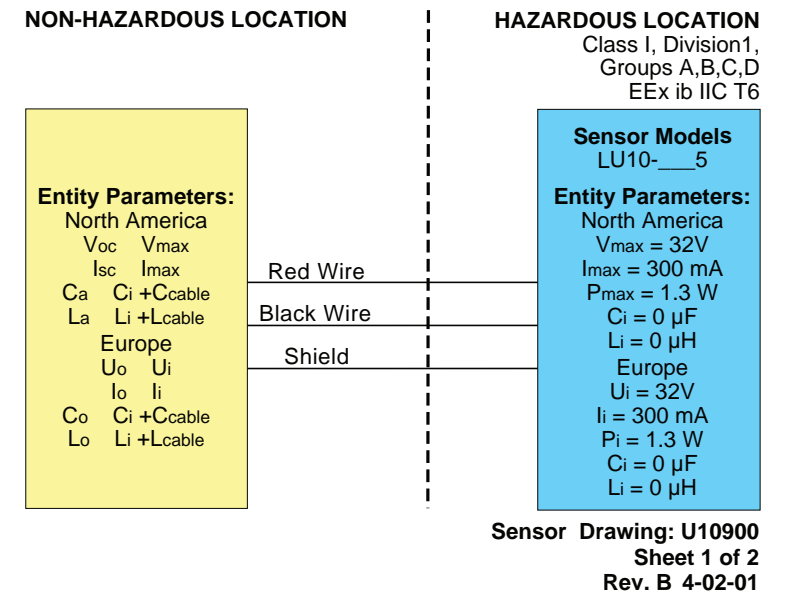 NON-HAZARDOUS LOCATION
HAZARDOUS LOCATION
Class I, Division1,
Groups A,B,C,D
EEx ib IIC T6
Entity Parameters:
North America
Voc Vmax
Isc Imax
Ca Ci +Ccable
La Li +Lcable
Europe
Uo Ui
Io Ii
Co Ci +Ccable
Lo Li +Lcable
Red Wire
Black Wire
Shield
Sensor Models
LU10-___5
Entity Parameters:
North America
Vmax = 32V
Imax = 300 mA
Pmax = 1.3 W
Ci = 0 µF
Li = 0 µH
Europe
Ui = 32V
Ii = 300 mA
Pi = 1.3 W
Ci = 0 µF
Li = 0 µH
Sensor Drawing: U10900
Sheet 1 of 2
Rev. B 4-02-01